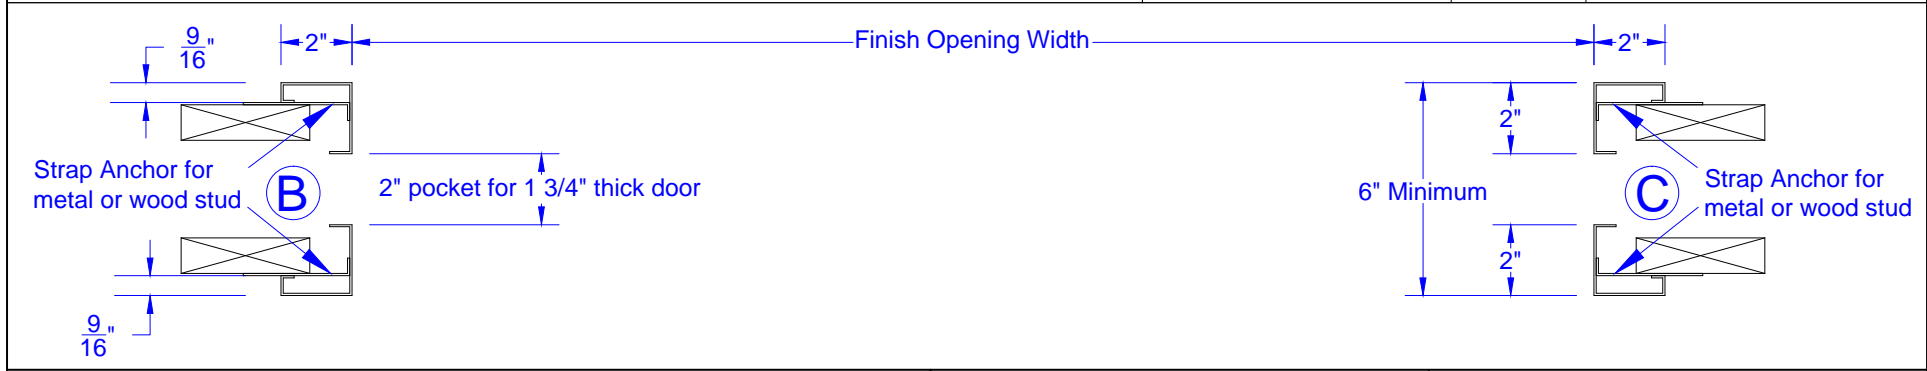 9/16"
2"
Finish Opening Width
2"
Strap Anchor for
metal or wood stud
B
2" pocket for 1 3/4" thick door
6" Minimum
2"
2"
C
Strap Anchor for
metal or wood stud
9/16"